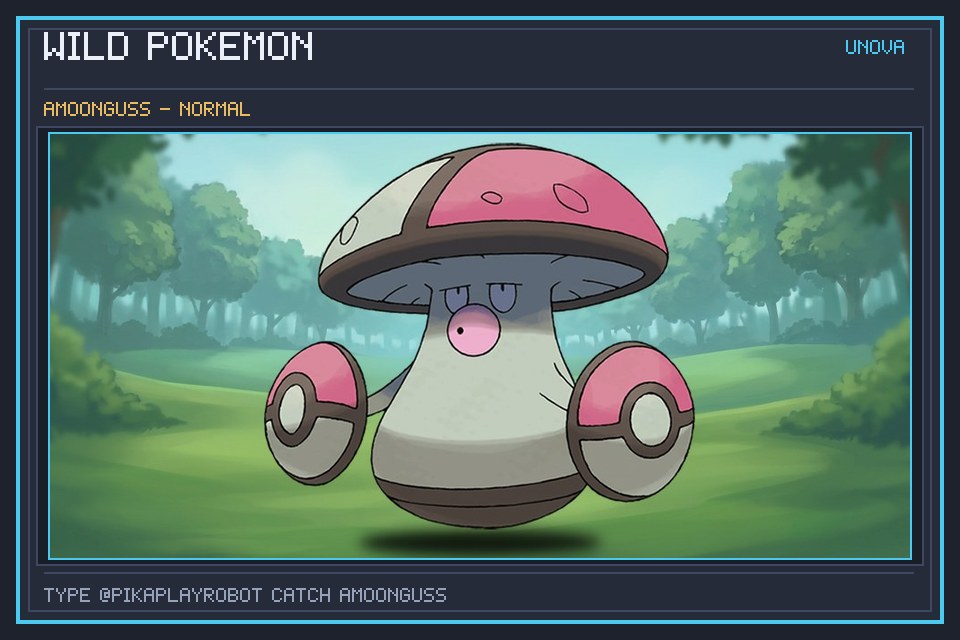 WILD POKEMON
UNOVA
AMOONGUSS - NORMAL
TYPE @PIKAPLAYROBOT CATCH AMOONGUSS